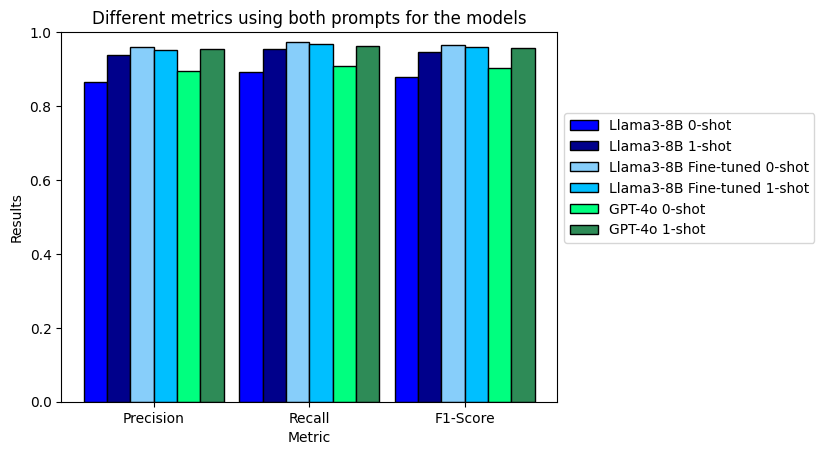 Different metrics using both prompts for the models
Results
1.0
0.8
0.6
0.4
0.2
0.0
Precision
Recall
F1-Score
Metric
Llama3-8B 0-shot
Llama3-8B 1-shot
Llama3-8B Fine-tuned 0-shot
Llama3-8B Fine-tuned 1-shot
GPT-4o 0-shot
GPT-4o 1-shot